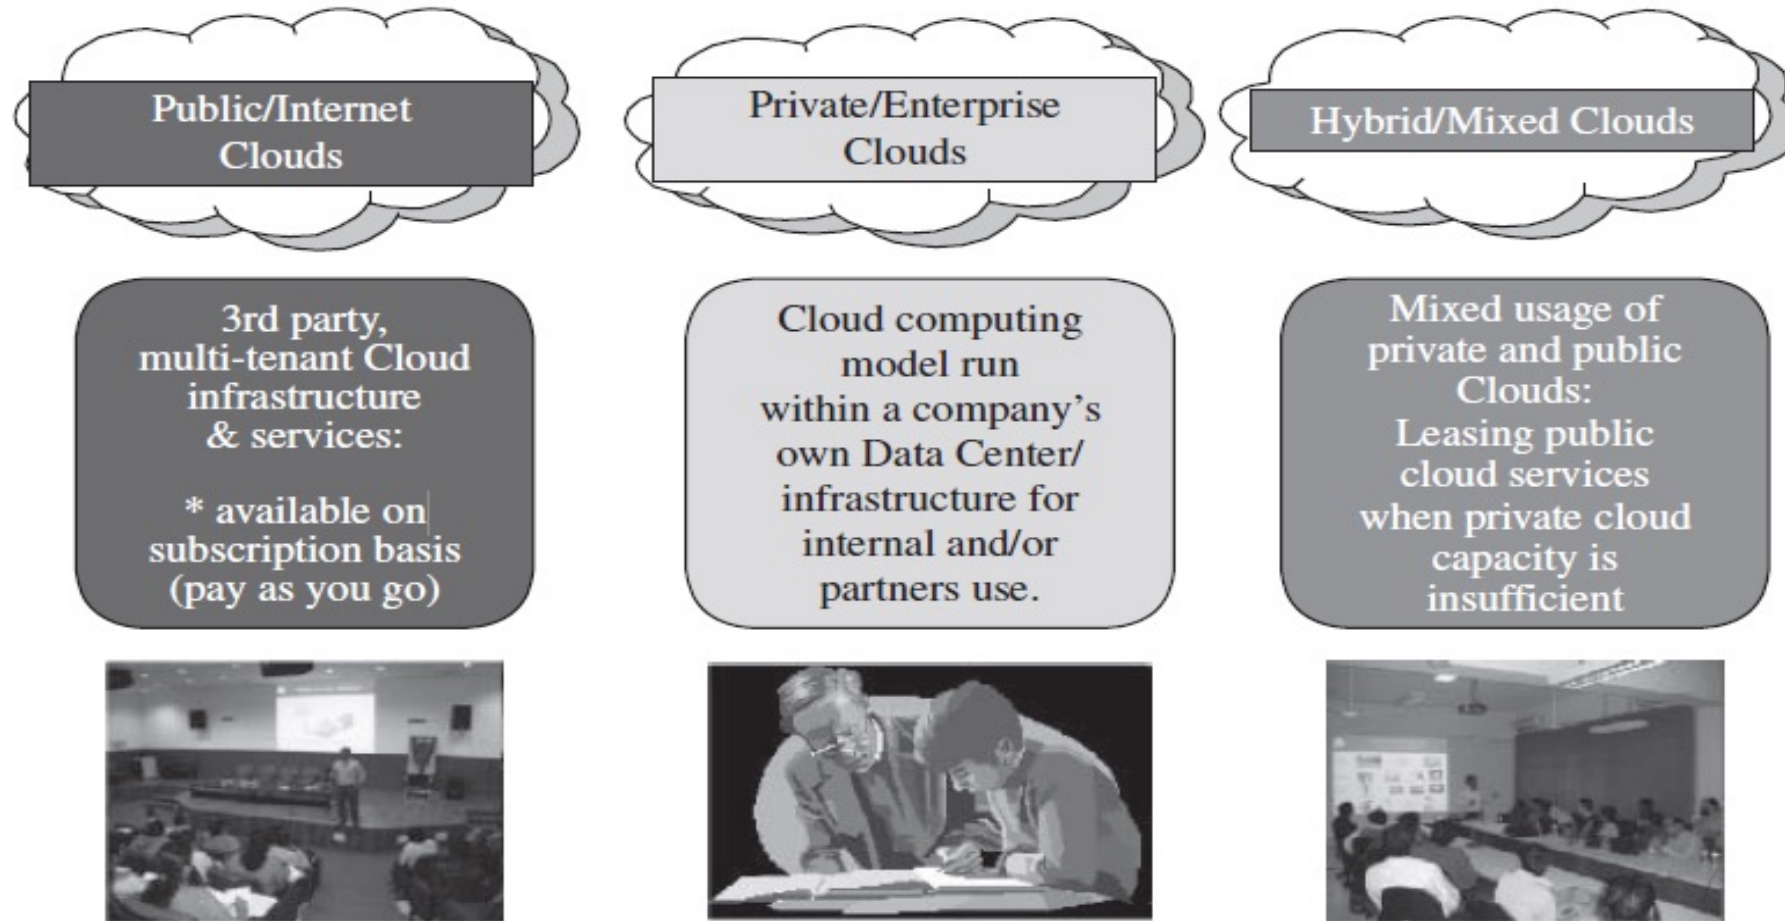 Public/Internet
Clouds
3rd party,
multi-tenant Cloud
infrastructure
& services:
* available on
subscription basis
(pay as you go)
Private/Enterprise
Clouds
Cloud computing
model run
within a company’s
own Data Center/
infrastructure for
internal and/or
partners use.
Hybrid/Mixed Clouds
Mixed usage of
private and public
Clouds:
Leasing public
cloud services
when private cloud
capacity is
insufficient